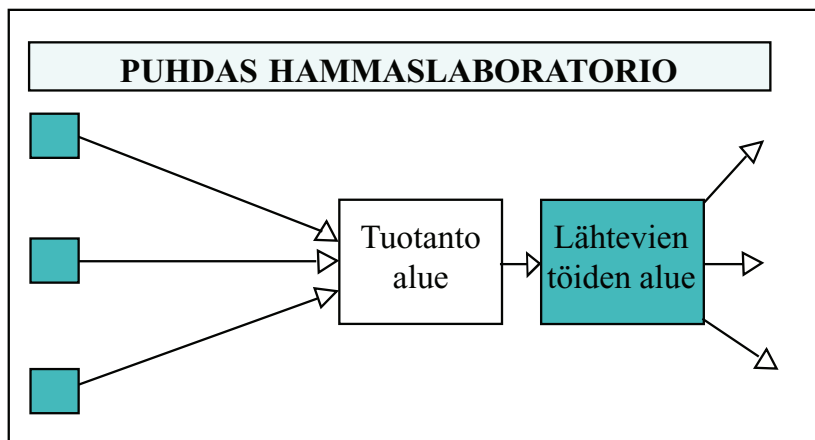 PUHDAS HAMMASLABORATORIO
Tuotanto
alue
Lähtevien
töiden alue